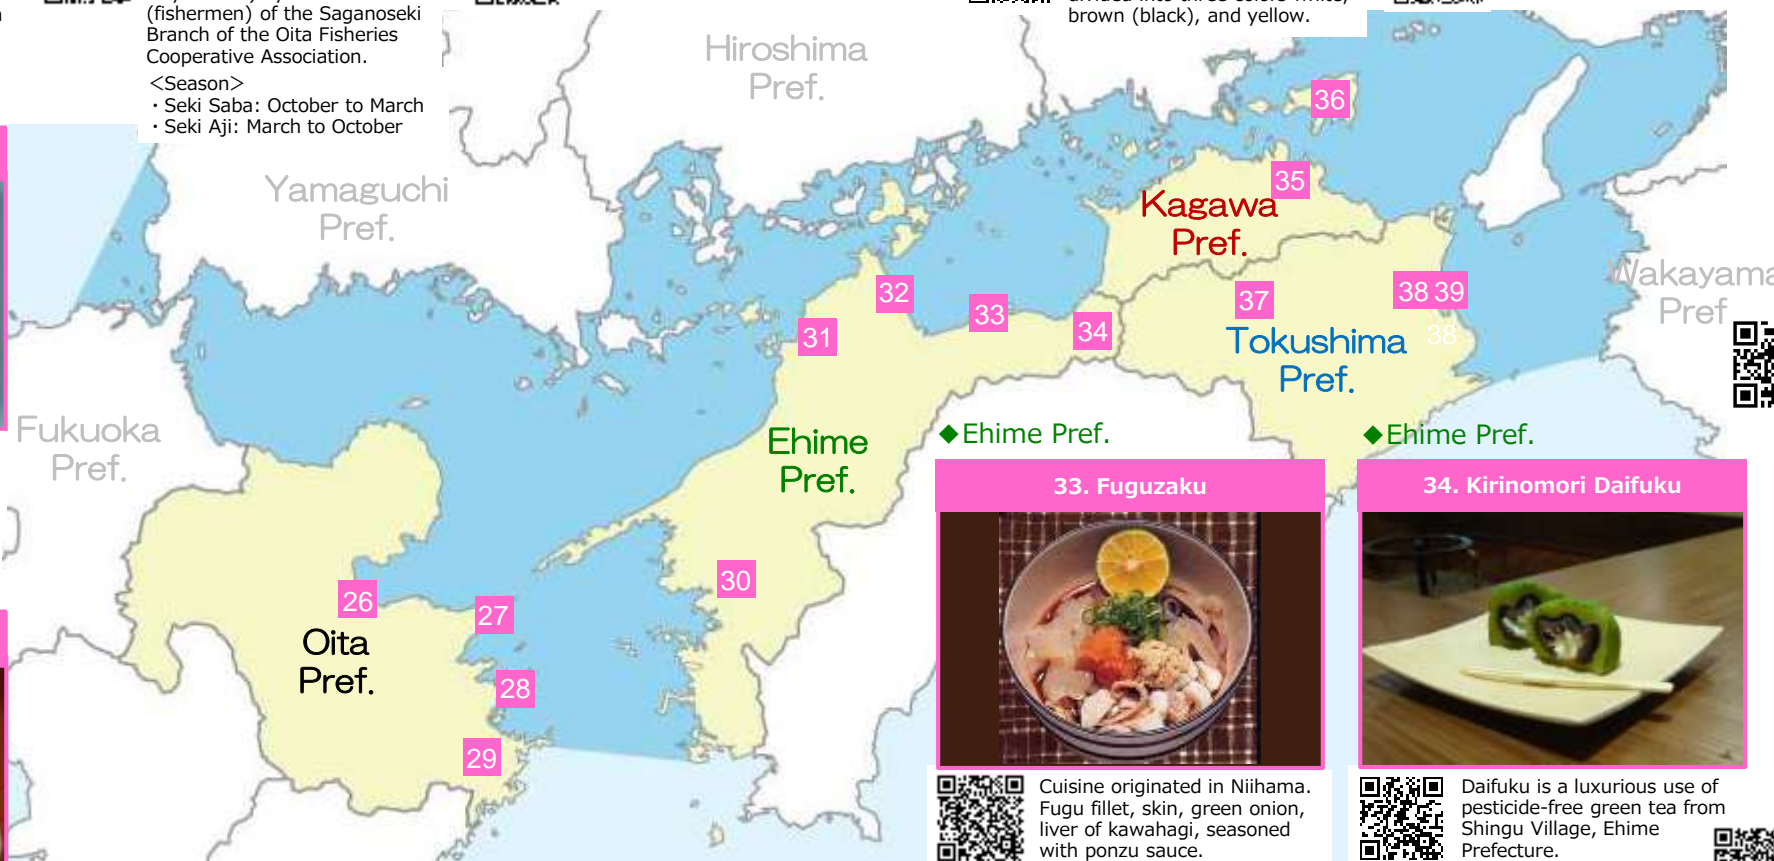 (fishermen) of the Saganoseki
Branch of the Oita Fisheries
Cooperative Association.
<Season>
・Seki Saba: October to March
・Seki Aji: March to October
brown (black), and yellow.
Hiroshima
Pref.
Yamaguchi
Pref.
Fukuoka
Pref.
Kagawa
Pref.
Wakayama
Pref
Tokushima
Pref.
Ehime
Pref.
Oita
Pref.
36
35
32
33
31
34
37
38 39
38
30
26
27
28
29
◆Ehime Pref.
33. Fuguzaku
Cuisine originated in Niihama.
Fugu fillet, skin, green onion,
liver of kawahagi, seasoned
with ponzu sauce.
◆Ehime Pref.
34. Kirinomori Daifuku
Daifuku is a luxurious use of
pesticide-free green tea from
Shingu Village, Ehime
Prefecture.